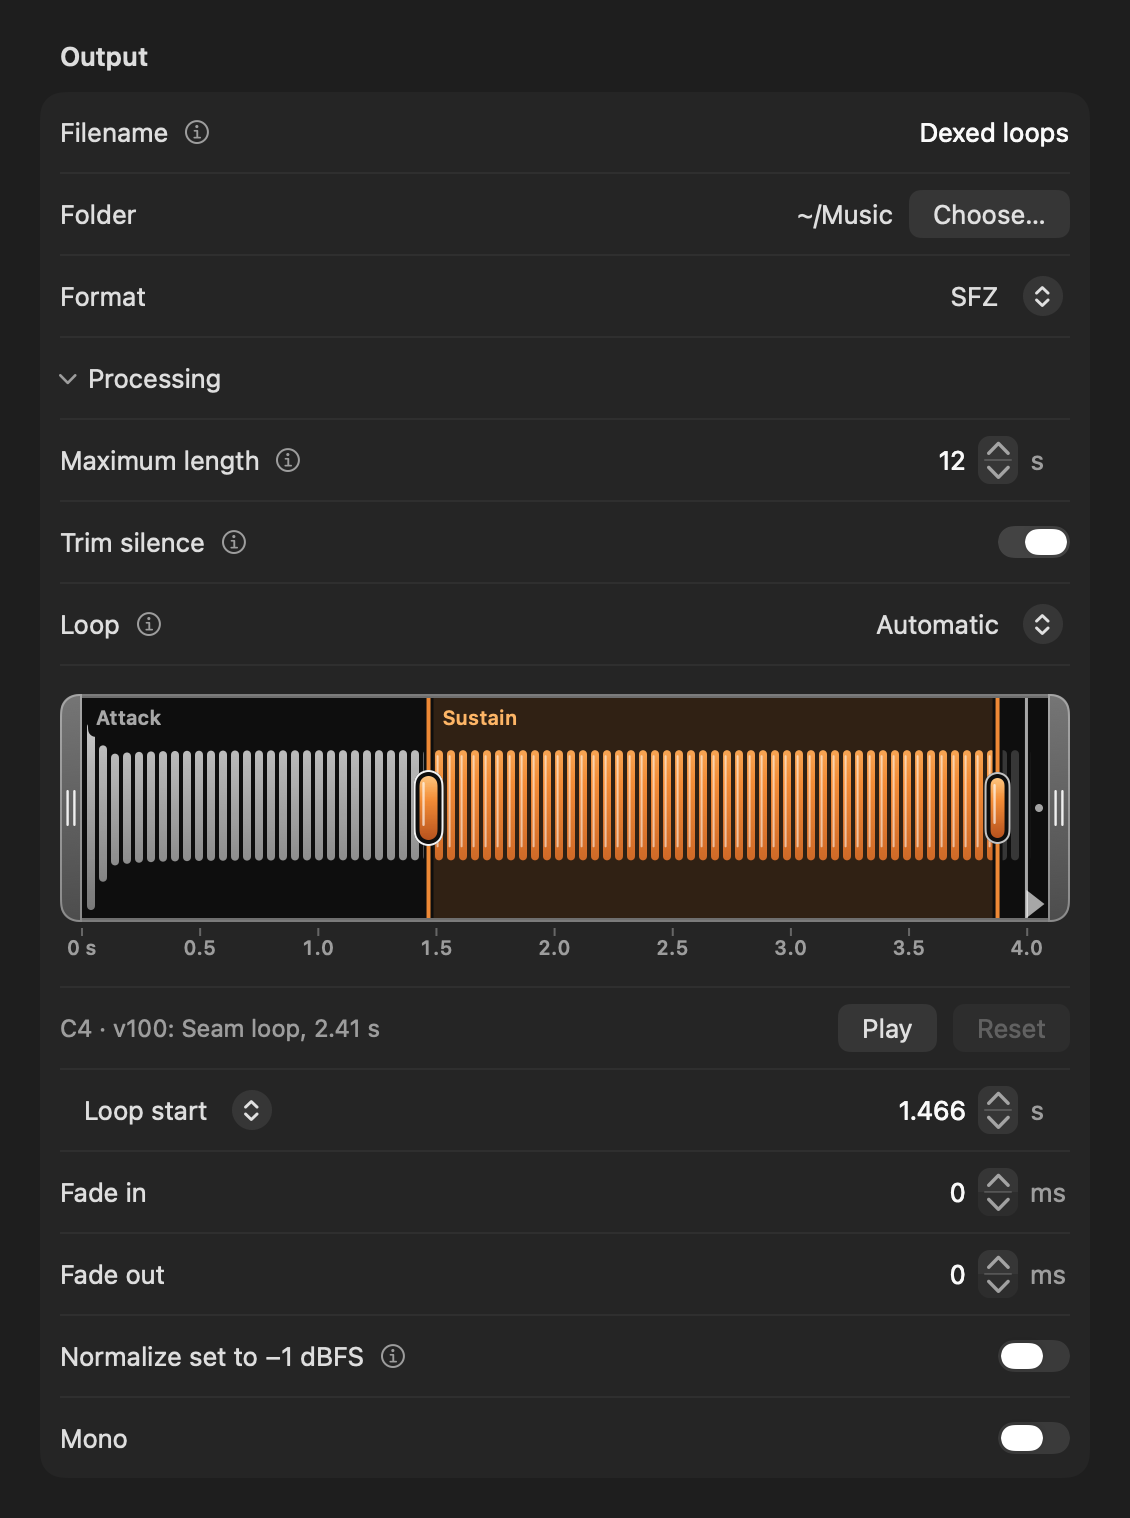 Output
Filename
Dexed loops
Folder
~/Music
Choose...
Format
SFZ
Processing
Maximum length
12
s
Trim silence
Loop
Automatic
Attack
Sustain
0 s
0.5
1.0
1.5
2.0
2.5
3.0
3.5
4.0
C4 · v100: Seam loop, 2.41 s
Play
Reset
Loop start
1.466
s
Fade in
0
ms
Fade out
0
ms
Normalize set to –1 dBFS
Mono